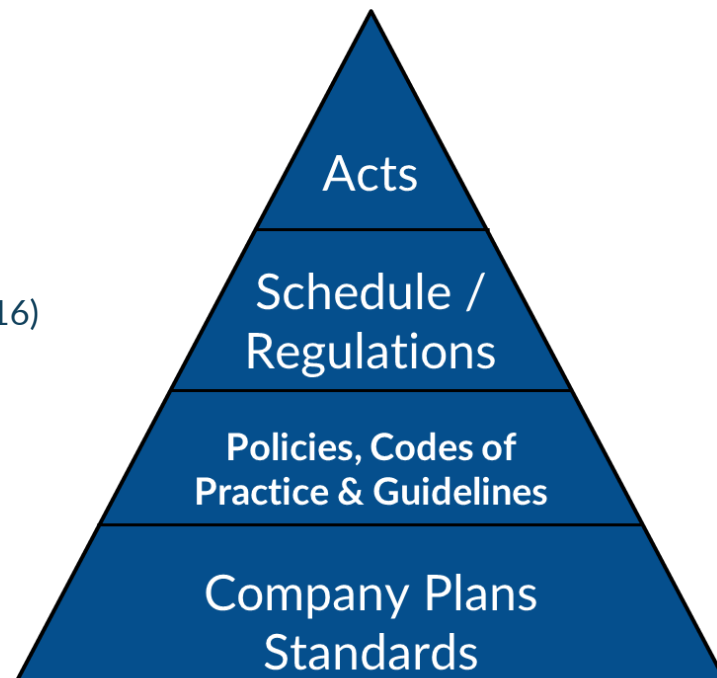 Acts
Schedule /
16)
Regulations
Policies, Codes of
Practice & Guidelines
Company Plans
Standards